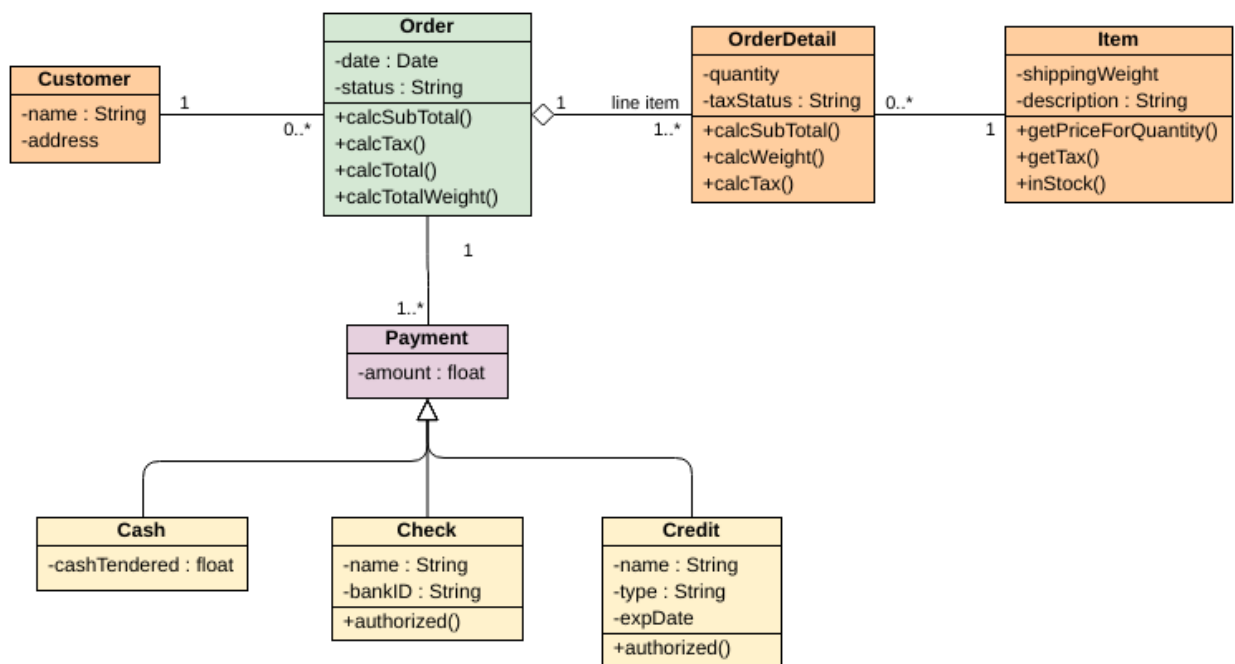 Customer
-name : String
-address
1
0..*
Order
-date : Date
-status : String
+calcSubTotal()
+calcTax()
+calcTotal()
+calcTotalWeight()
1
line item
1..*
OrderDetail
-quantity
-taxStatus : String
+calcSubTotal()
+calcWeight()
+calcTax()
0..*
1
Item
-shippingWeight
-description : String
+getPriceForQuantity()
+getTax()
+inStock()
1
1..*
Payment
-amount : float
Cash
-cashTendered : float
Check
-name : String
-bankID : String
+authorized()
Credit
-name : String
-type : String
-expDate
+authorized()